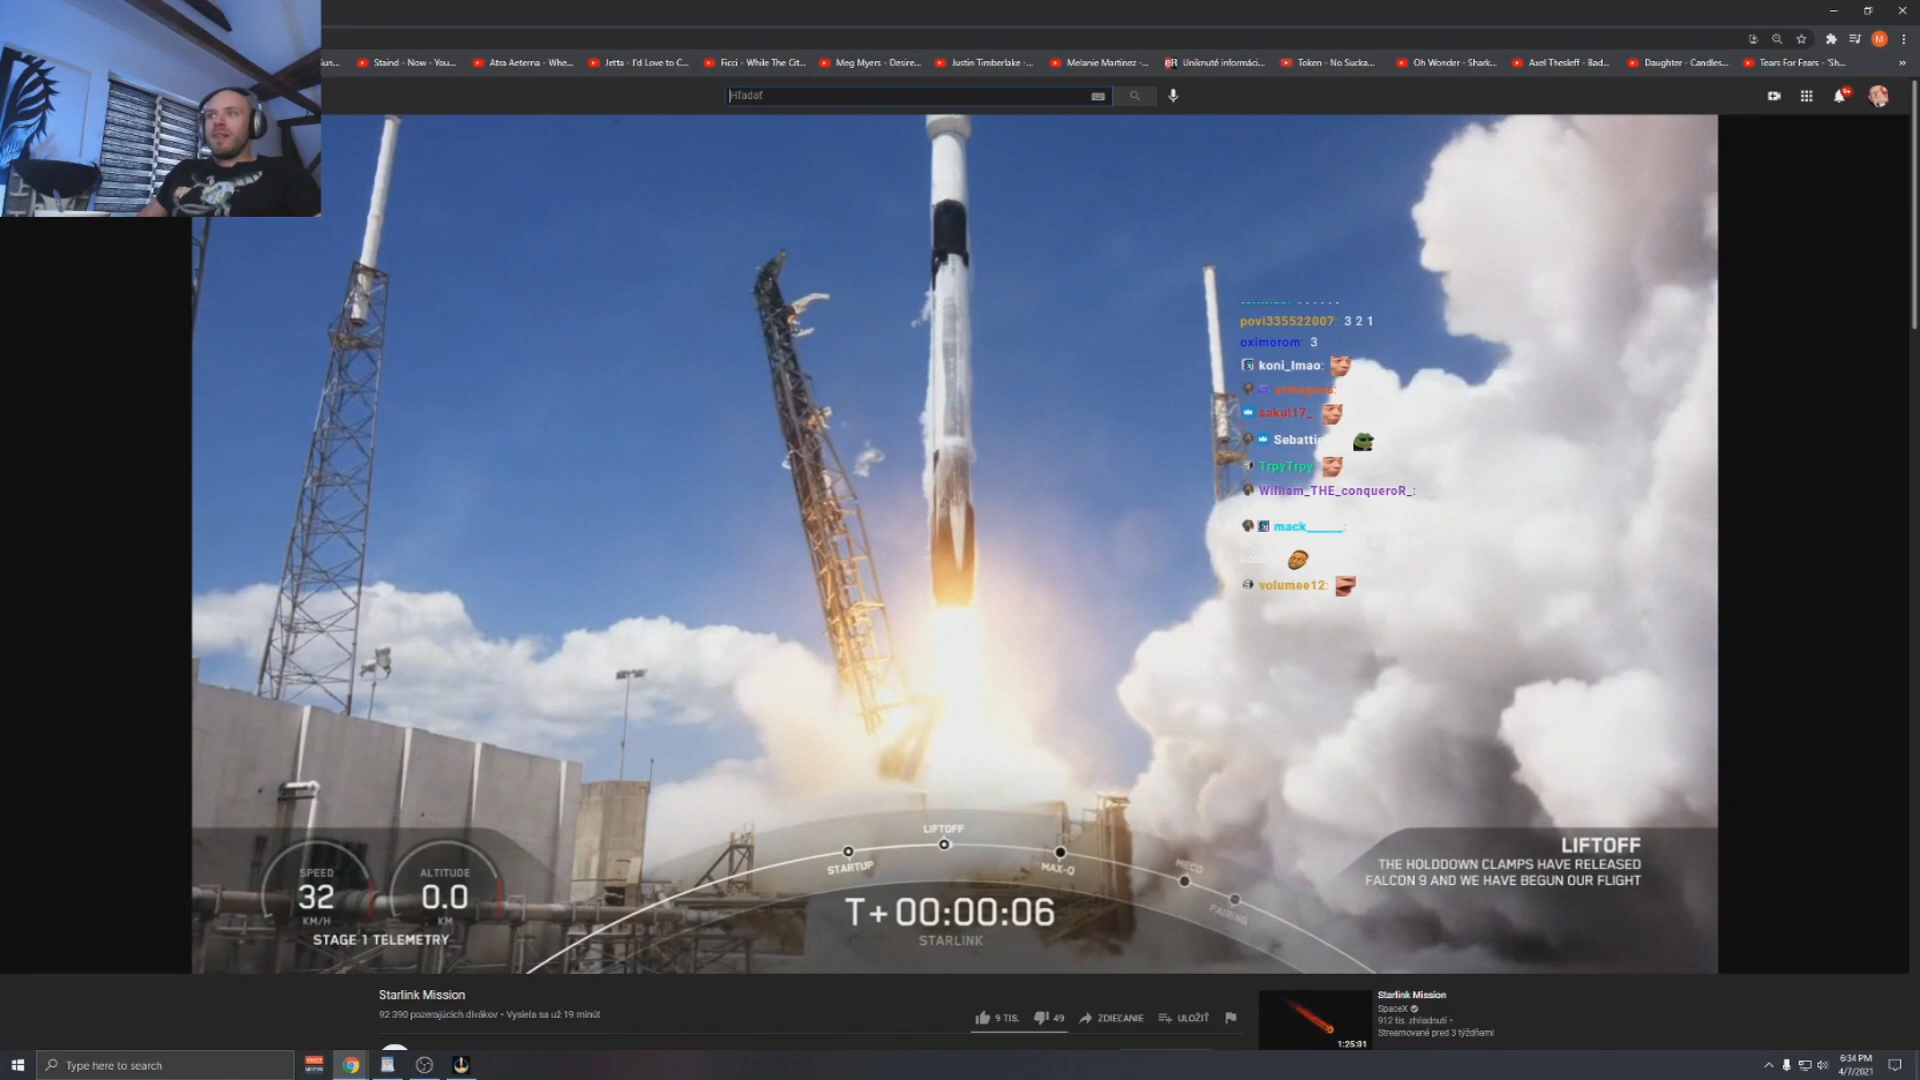 Staind - Now - You...
Atra Aeterna - Whe...
Jetta - I'd Love to C...
Ficci - While The Cit...
Meg Myers - Desire...
Justin Timberlake -...
Melanie Martinez -...
Uniknuté informáci...
Token - No Sucka...
Oh Wonder - Shark...
Axel Thesleff - Bad...
Daughter - Candles...
Tears For Fears - 'Sh...
Hľadať
9+
povi335522007: 3 2 1
oximorom: 3
koni_lmao:
sakul17_
Sebattic
TrpyTrpy
William_THE_conqueroR_:
mack______:
volumee12:
LIFTOFF
STARTUP
MAX-Q
MECO
FAIRING
SPEED
32
KM/H
ALTITUDE
0.0
KM
STAGE 1 TELEMETRY
T+ 00:00:06
STARLINK
LIFTOFF
THE HOLDDOWN CLAMPS HAVE RELEASED
FALCON 9 AND WE HAVE BEGUN OUR FLIGHT
Starlink Mission
92 390 pozerajúcich divákov • Vysiela sa už 19 minút
9 TIS.
49
ZDIEĽANIE
ULOŽIŤ
Starlink Mission
SpaceX
912 tis. zhliadnutí •
Streamované pred 3 týždňami
1:25:01
Type here to search
6:34 PM
4/7/2021